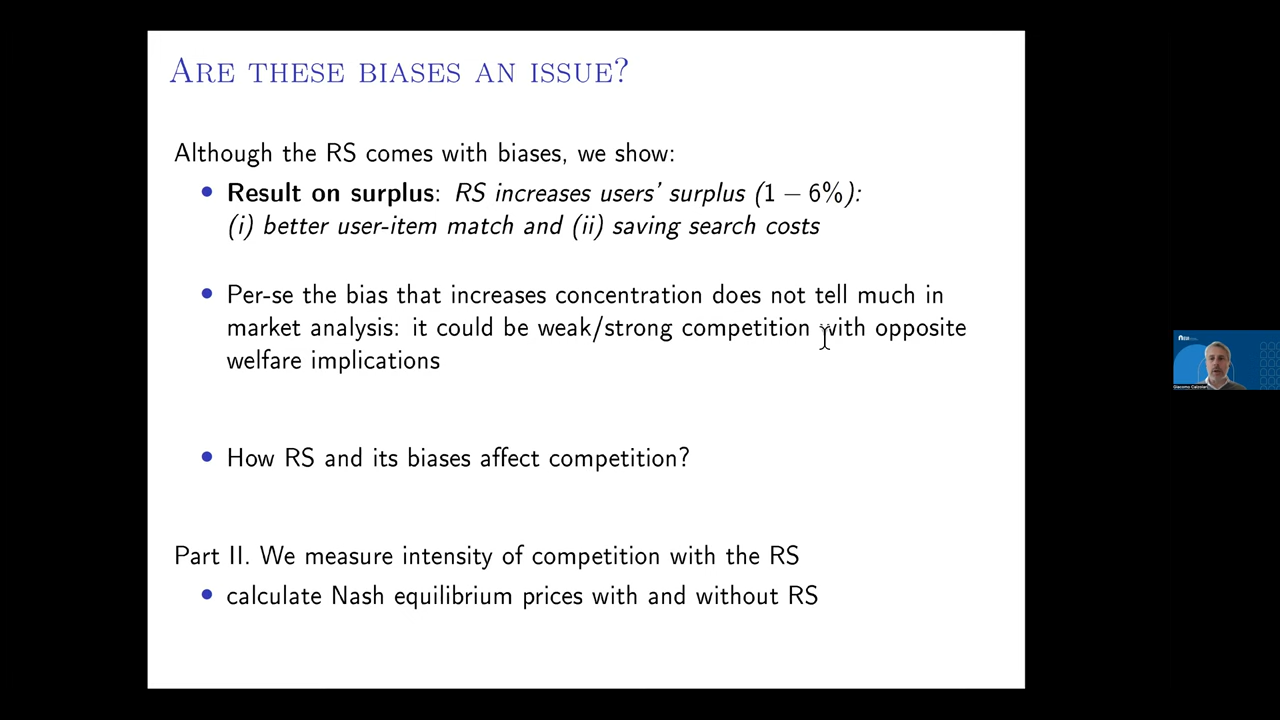 Are these biases an issue?
Although the RS comes with biases, we show:
• Result on surplus: RS increases users' surplus (1 − 6%):
(i) better user-item match and (ii) saving search costs
• Per-se the bias that increases concentration does not tell much in
market analysis: it could be weak/strong competition with opposite
welfare implications
• How RS and its biases affect competition?
Part II. We measure intensity of competition with the RS
• calculate Nash equilibrium prices with and without RS
Giacomo Calzolari